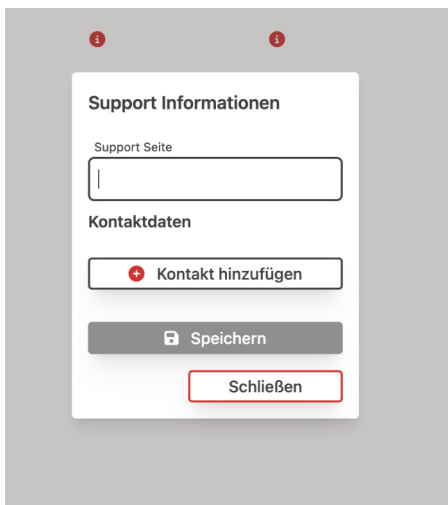 Support Informationen
Support Seite
Kontaktdaten
Kontakt hinzufügen
Speichern
Schließen